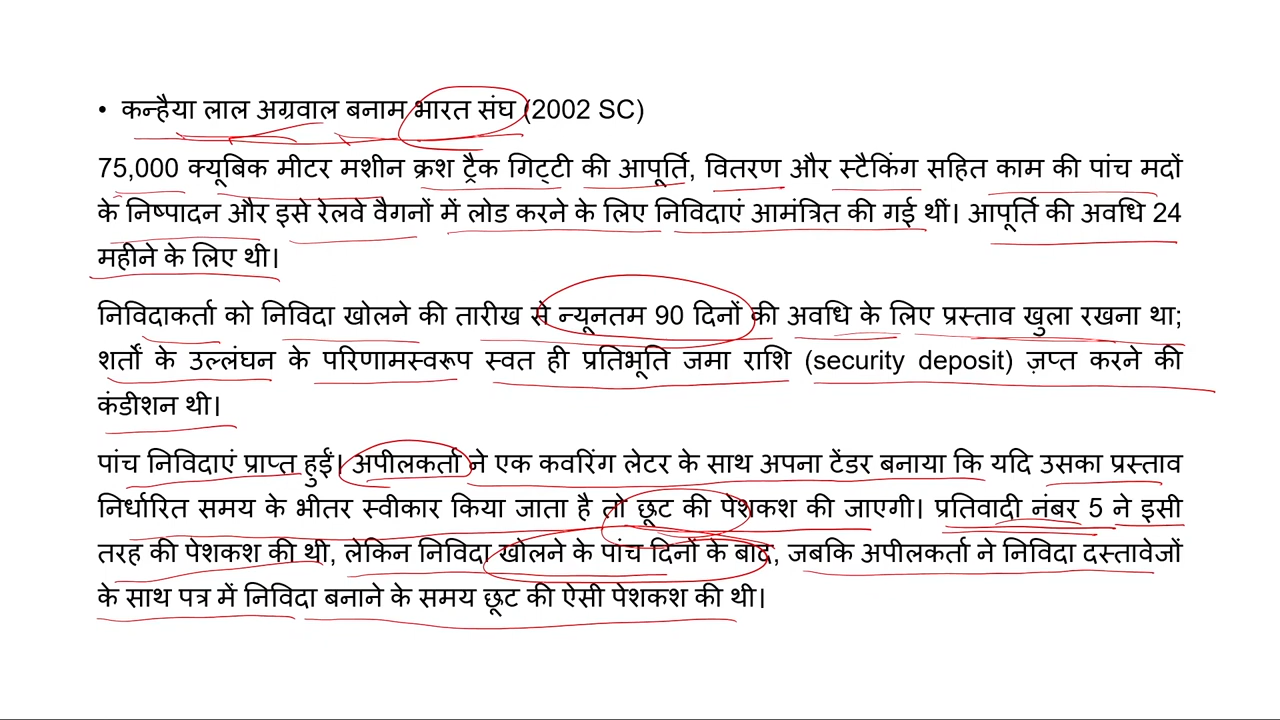 • कन्हैया लाल अग्रवाल बनाम भारत संघ (2002 SC)
75,000 क्यूबिक मीटर मशीन क्रश ट्रैक गिट्टी की आपूर्ति, वितरण और स्टैकिंग सहित काम की पांच मदों
के निष्पादन और इसे रेलवे वैगनों में लोड करने के लिए निविदाएं आमंत्रित की गई थीं। आपूर्ति की अवधि 24
महीने के लिए थी।
निविदाकर्ता को निविदा खोलने की तारीख से न्यूनतम 90 दिनों की अवधि के लिए प्रस्ताव खुला रखना था;
शर्तों के उल्लंघन के परिणामस्वरूप स्वत ही प्रतिभूति जमा राशि (security deposit) ज़प्त करने की
कंडीशन थी।
पांच निविदाएं प्राप्त हुईं। अपीलकर्ता ने एक कवरिंग लेटर के साथ अपना टेंडर बनाया कि यदि उसका प्रस्ताव
निर्धारित समय के भीतर स्वीकार किया जाता है तो छूट की पेशकश की जाएगी। प्रतिवादी नंबर 5 ने इसी
तरह की पेशकश की थी, लेकिन निविदा खोलने के पांच दिनों के बाद, जबकि अपीलकर्ता ने निविदा दस्तावेजों
के साथ पत्र में निविदा बनाने के समय छूट की ऐसी पेशकश की थी।